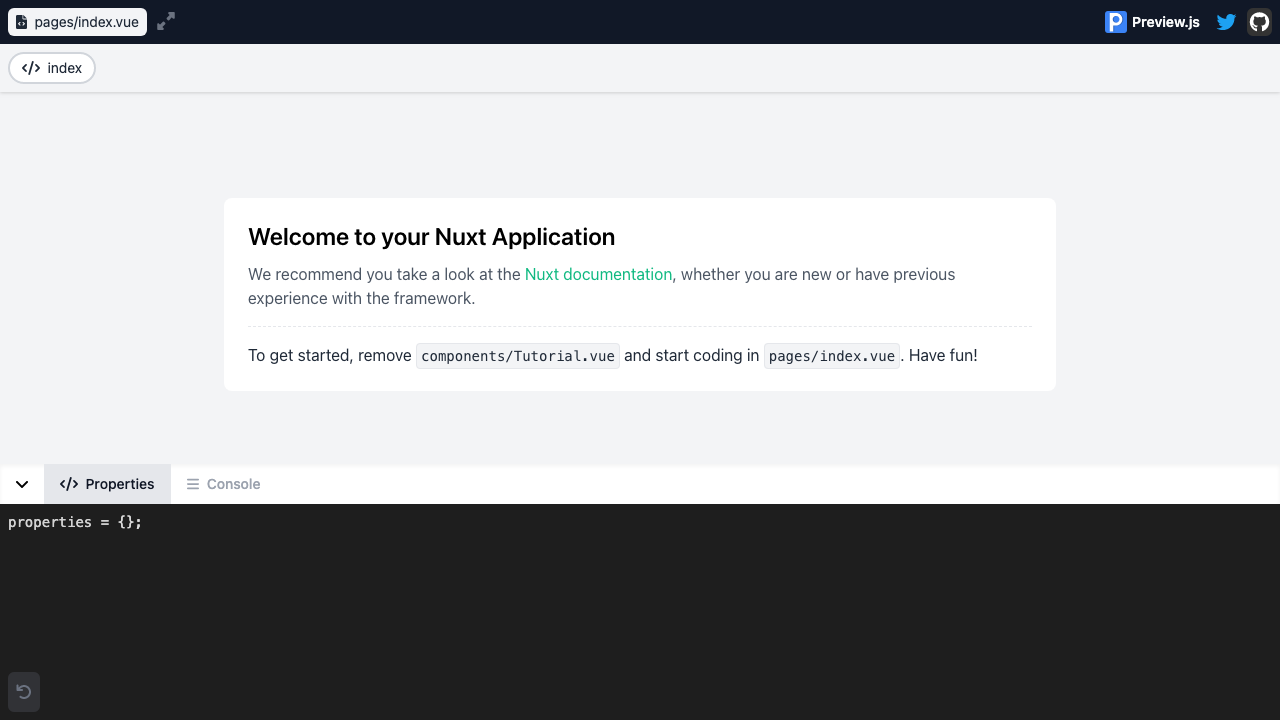 pages/index.vue
Preview.js
index
Welcome to your Nuxt Application
We recommend you take a look at the Nuxt documentation, whether you are new or have previous
experience with the framework.
To get started, remove components/Tutorial.vue and start coding in pages/index.vue. Have fun!
Properties
Console
properties = {};